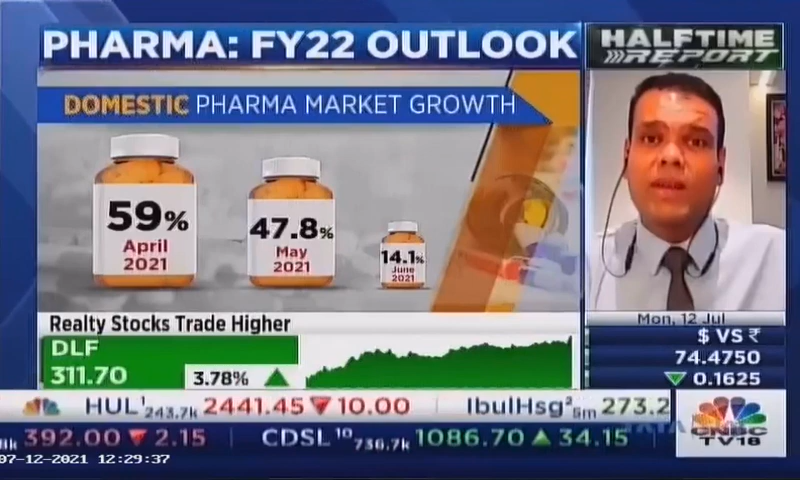 PHARMA: FY22 OUTLOOK
HALFTIME
REPORT
DOMESTIC PHARMA MARKET GROWTH
59%
April
2021
47.8%
May
2021
14.1%
June
2021
Mon, 12 Jul
Realty Stocks Trade Higher
DLF
311.70
3.78%
$ VS ₹
74.4750
0.1625
HUL¹ 243.7k 2441.45 10.00 IbulHsg² 5m 273.2
392.00 2.15 CDSL¹⁰ 736.7k 1086.70 34.15
CNBC
TV18
07-12-2021 12:29:37